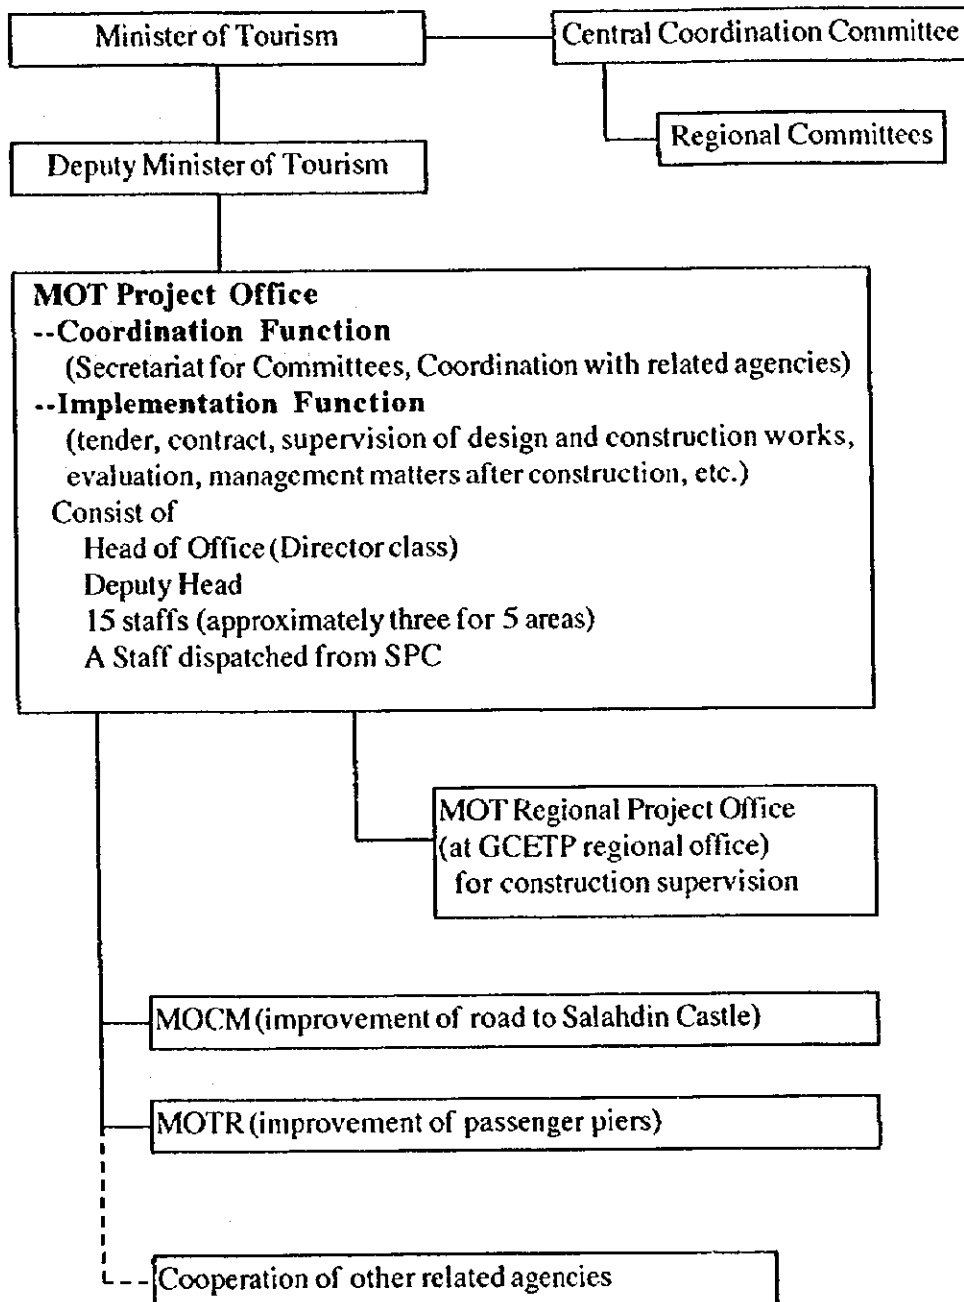 Minister of Tourism
Central Coordination Committee
Regional Committees
Deputy Minister of Tourism
MOT Project Office
--Coordination Function
(Secretariat for Committees, Coordination with related agencies)
--Implementation Function
(tender, contract, supervision of design and construction works,
evaluation, management matters after construction, etc.)
Consist of
Head of Office (Director class)
Deputy Head
15 staffs (approximately three for 5 areas)
A Staff dispatched from SPC
MOT Regional Project Office
(at GCETP regional office)
for construction supervision
MOCM (improvement of road to Salahdin Castle)
MOTR (improvement of passenger piers)
Cooperation of other related agencies